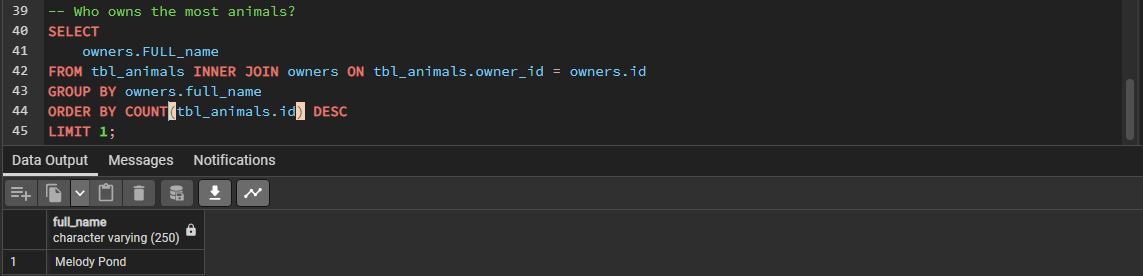 39 -- Who owns the most animals?
40 SELECT
41     owners.FULL_name
42 FROM tbl_animals INNER JOIN owners ON tbl_animals.owner_id = owners.id
43 GROUP BY owners.full_name
44 ORDER BY COUNT(tbl_animals.id) DESC
45 LIMIT 1;
Data Output Messages Notifications
full_name
character varying (250)
1 Melody Pond